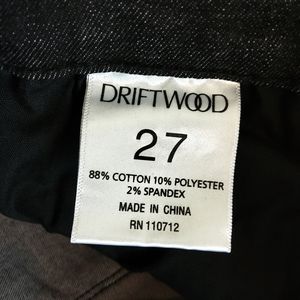 DRIFTWOOD
27
88% COTTON 10% POLYESTER
2% SPANDEX
MADE IN CHINA
RN 110712